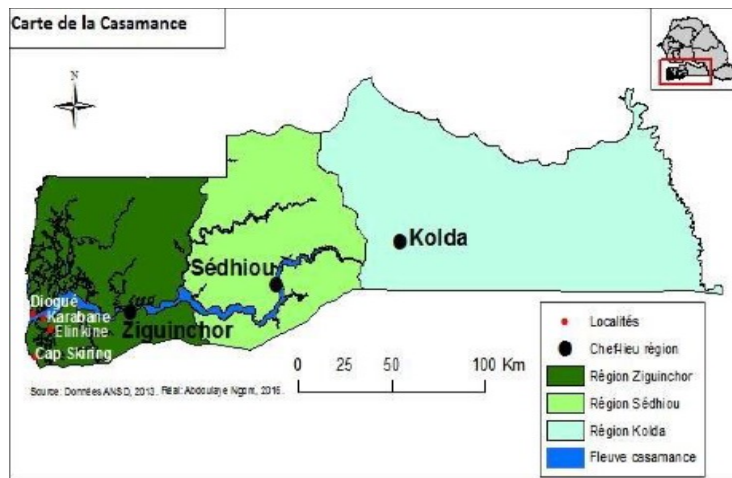 Carte de la Casamance
N
Kolda
Sédhiou
Diogué
Karabane
Elinkine
Ziguinchor
Cap Skiring
0 25 50 100 Km
Source: Données ANSD, 2013. Réal: Abdoulaye Ngom, 2016.
Localités
Chef-lieu région
Région Ziguinchor
Région Sédhiou
Région Kolda
Fleuve casamance